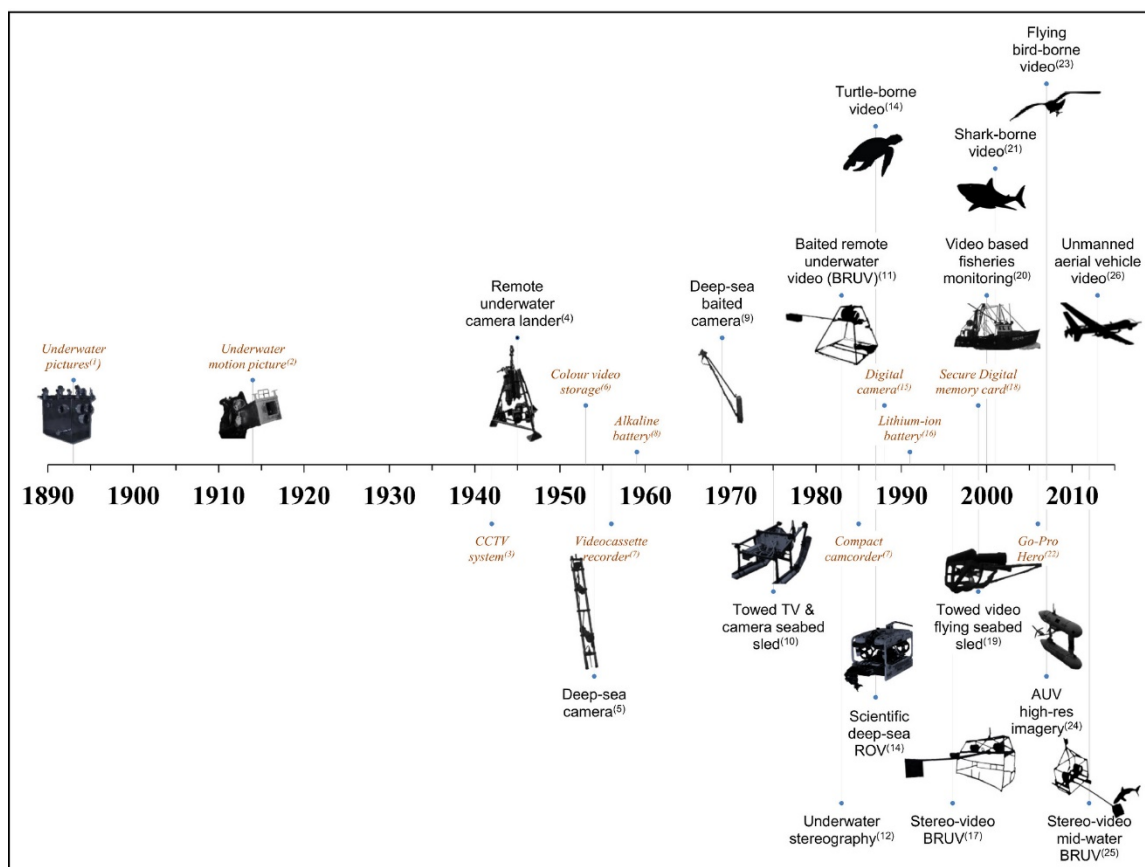 Flying
bird-borne
video(23)
Turtle-borne
video(14)
Shark-borne
video(21)
Baited remote
underwater
video (BRUV)(11)
Video based
fisheries
monitoring(20)
Unmanned
aerial vehicle
video(26)
Remote
underwater
camera lander(4)
Deep-sea
baited
camera(9)
Underwater
pictures(1)
Underwater
motion picture(2)
Colour video
storage(6)
Alkaline
battery(8)
Digital
camera(15)
Lithium-ion
battery(16)
Secure Digital
memory card(18)
1890 1900 1910 1920 1930 1940 1950 1960 1970 1980 1990 2000 2010
CCTV
system(3)
Videocassette
recorder(7)
Compact
camcorder(7)
Go-Pro
Hero(22)
Towed TV &
camera seabed
sled(10)
Towed video
flying seabed
sled(19)
Deep-sea
camera(5)
Scientific
deep-sea
ROV(14)
AUV
high-res
imagery(24)
Underwater
stereography(12)
Stereo-video
BRUV(17)
Stereo-video
mid-water
BRUV(25)